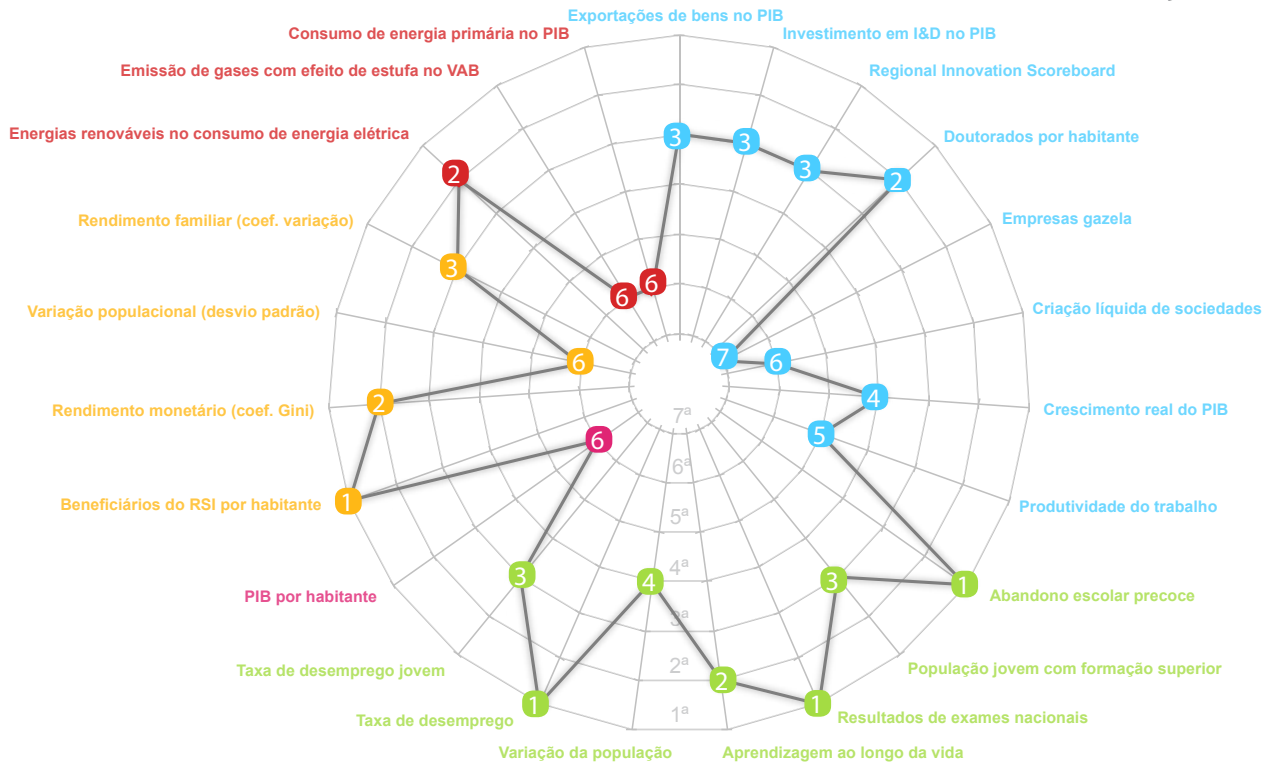 Exportações de bens no PIB
Consumo de energia primária no PIB
Investimento em I&D no PIB
Emissão de gases com efeito de estufa no VAB
Regional Innovation Scoreboard
Energias renováveis no consumo de energia elétrica
Doutorados por habitante
3
3
3
2
2
Rendimento familiar (coef. variação)
Empresas gazela
3
6
6
Variação populacional (desvio padrão)
Criação líquida de sociedades
7
6
6
Rendimento monetário (coef. Gini)
2
4
Crescimento real do PIB
7ª
5
6
6ª
Beneficiários do RSI por habitante
1
Produtividade do trabalho
5ª
4ª
3
4
3
1
PIB por habitante
Abandono escolar precoce
3ª
Taxa de desemprego jovem
2ª
População jovem com formação superior
2
1
1
1ª
Taxa de desemprego
Resultados de exames nacionais
Variação da população
Aprendizagem ao longo da vida